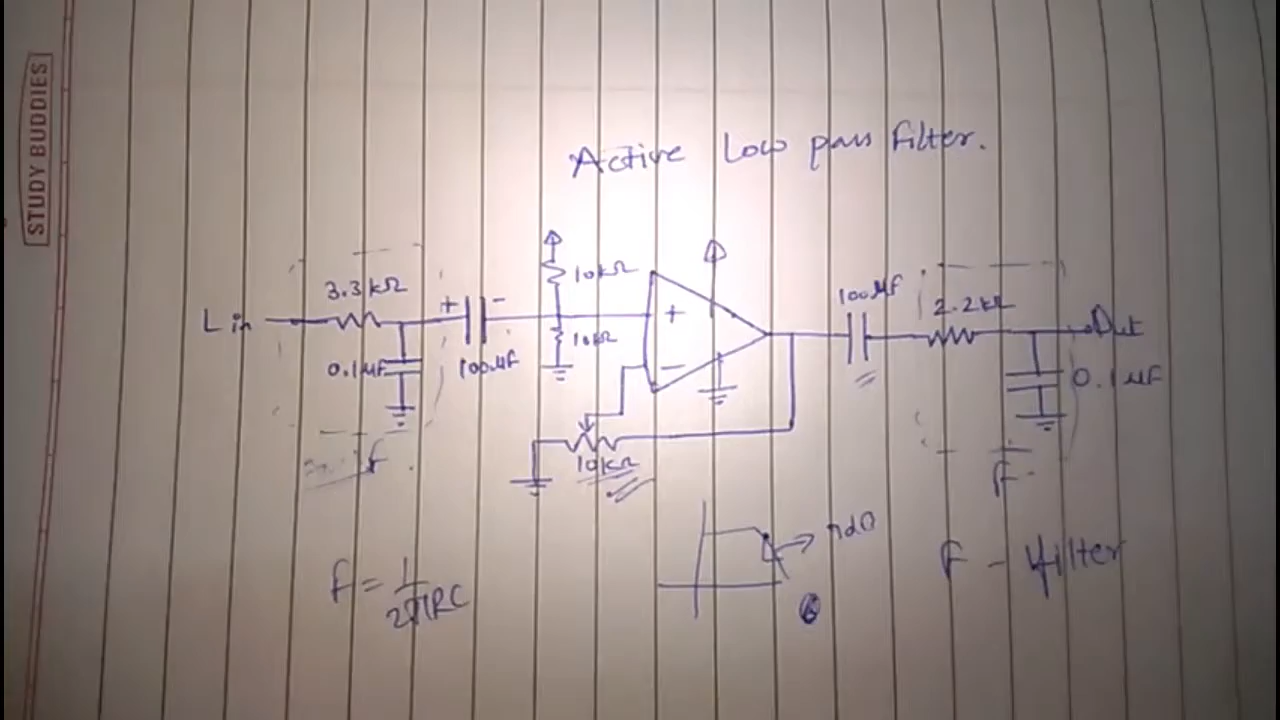 STUDY BUDDIES
Active Low pass Filter.
10kΩ
3.3kΩ
100µf
2.2kΩ
+ -
+
L in
Out
10kΩ
0.1µF
100µf
-
0.1µF
10kΩ
F
F = 1/2πRC
F - filter